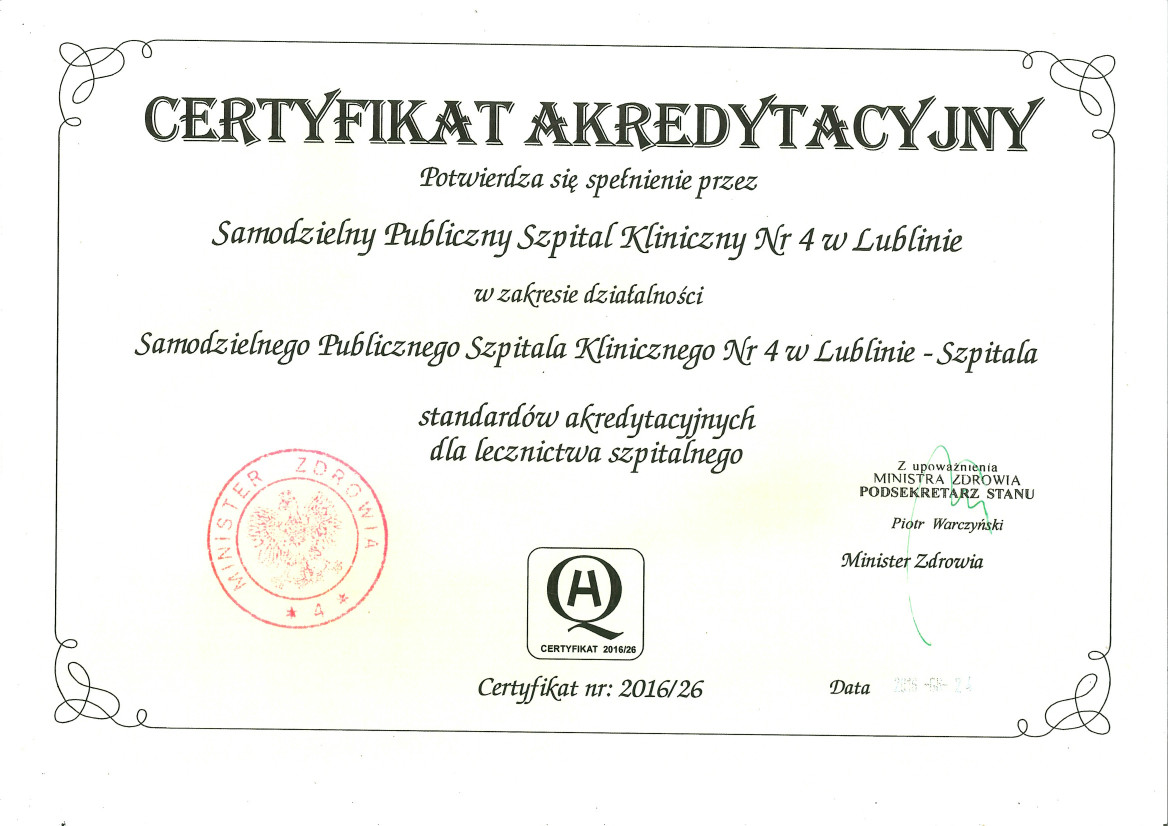 CERTYFIKAT AKREDYTACYJNY
Potwierdza się spełnienie przez
Samodzielny Publiczny Szpital Kliniczny Nr 4 w Lublinie
w zakresie działalności
Samodzielnego Publicznego Szpitala Klinicznego Nr 4 w Lublinie - Szpitala
standardów akredytacyjnych
dla lecznictwa szpitalnego
MINISTER ZDROWIA
* 4 *
Z upoważnienia
MINISTRA ZDROWIA
PODSEKRETARZ STANU
Piotr Warczyński
Minister Zdrowia
HQ
CERTYFIKAT 2016/26
Certyfikat nr: 2016/26
Data